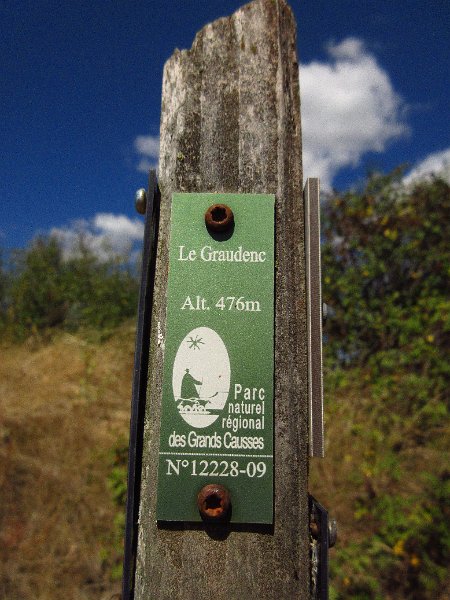 Le Graudenc
Alt. 476m
Parc
naturel
régional
des Grands Causses
N°12228-09